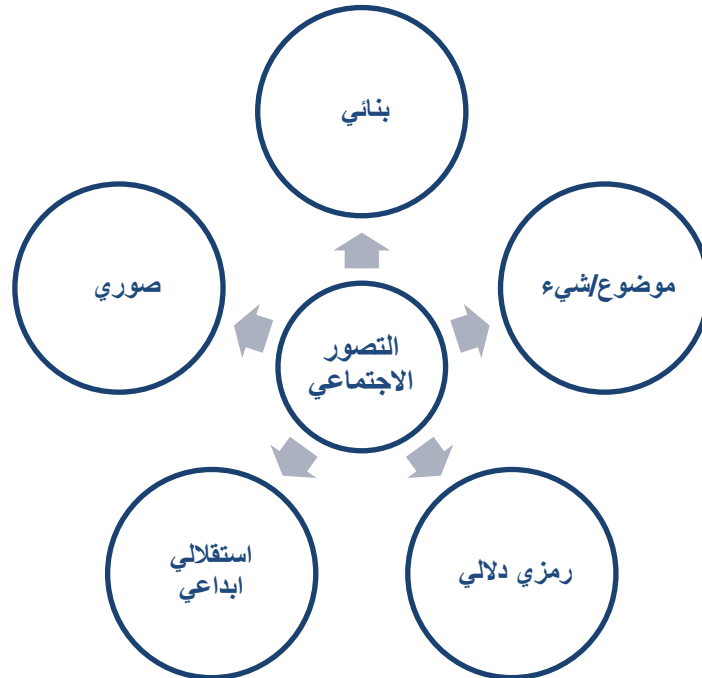 بنائي
موضوع/شيء
صوري
التصور
الاجتماعي
رمزي دلالي
استقلالي
ابداعي